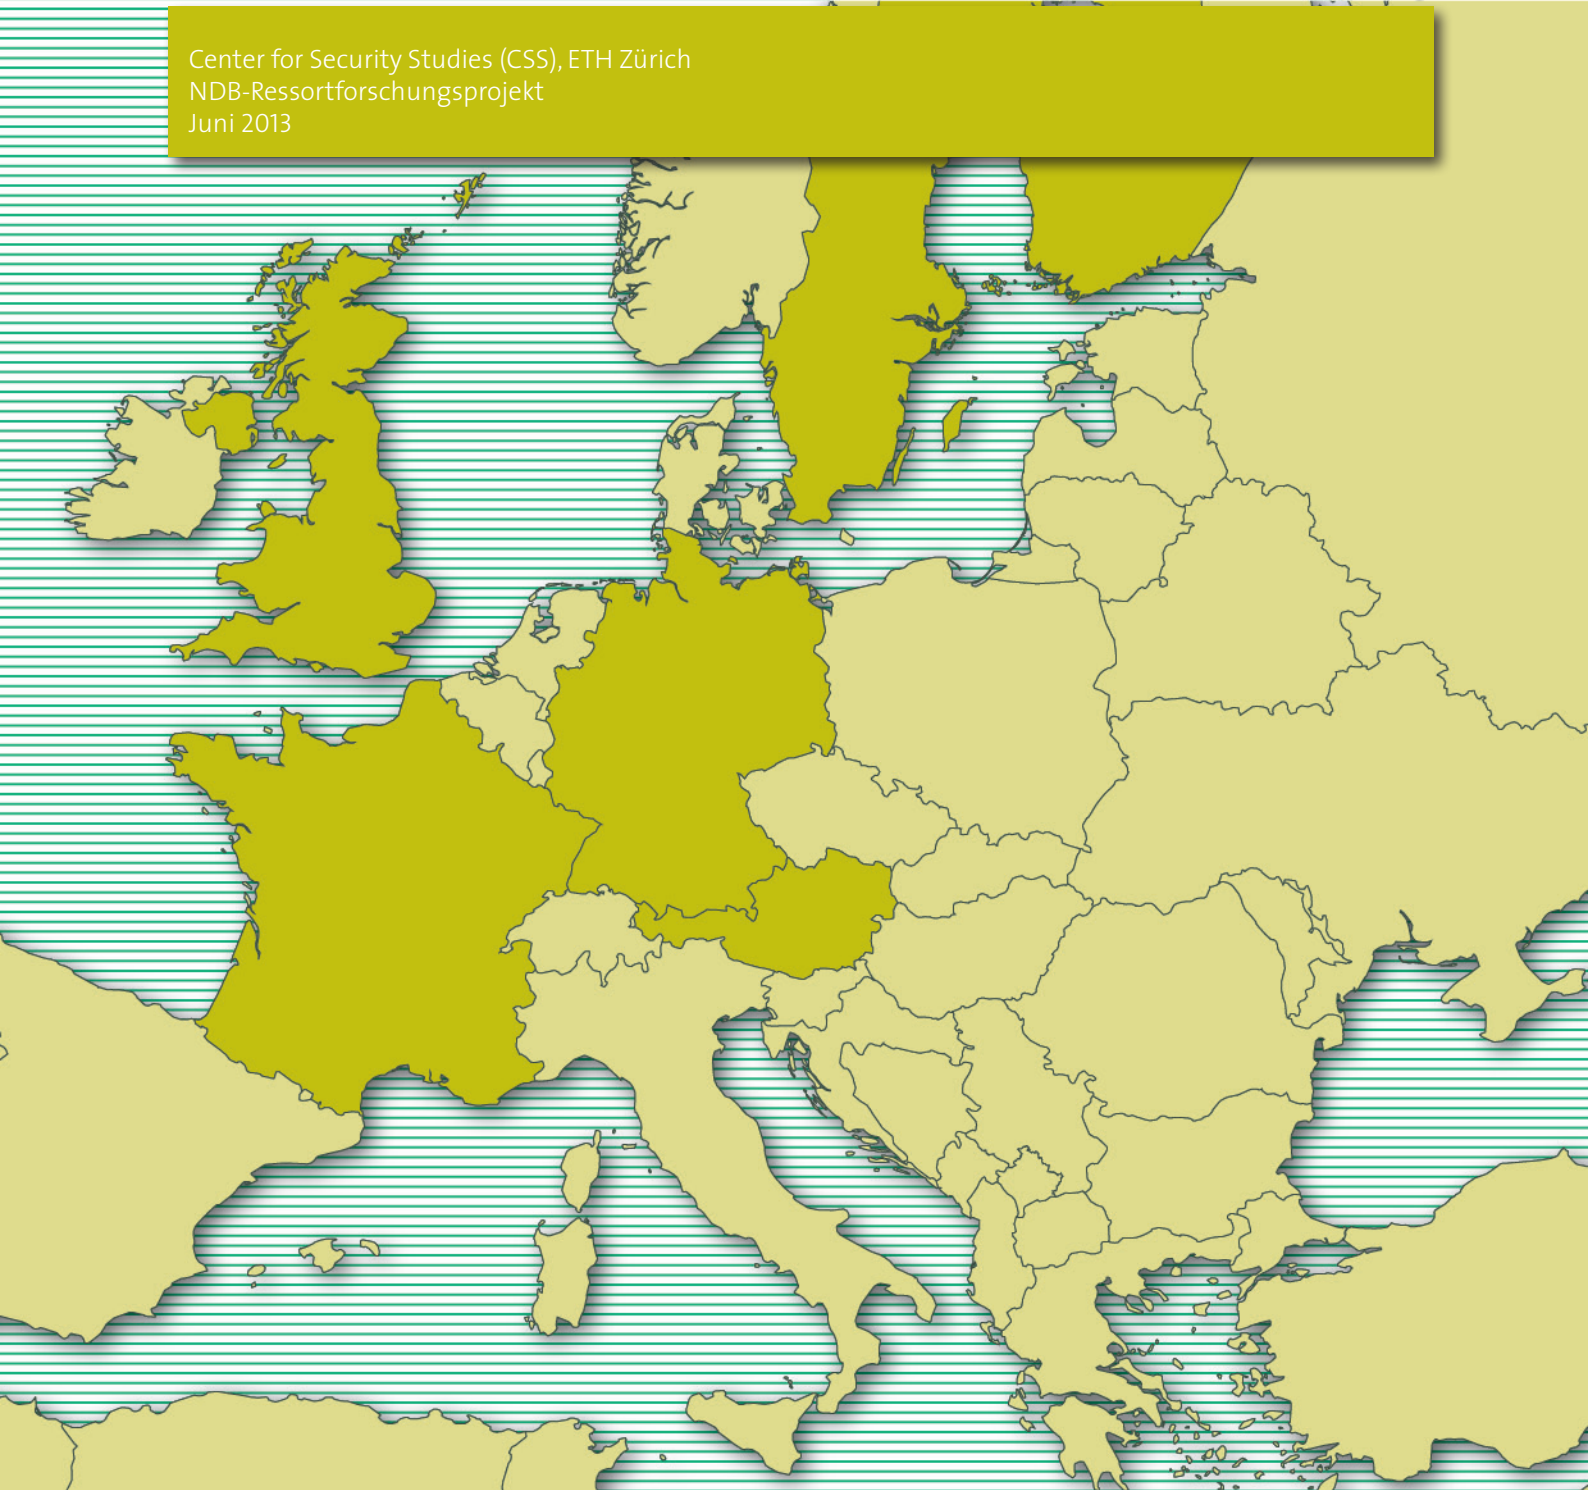 Center for Security Studies (CSS), ETH Zürich
NDB-Ressortforschungsprojekt
Juni 2013